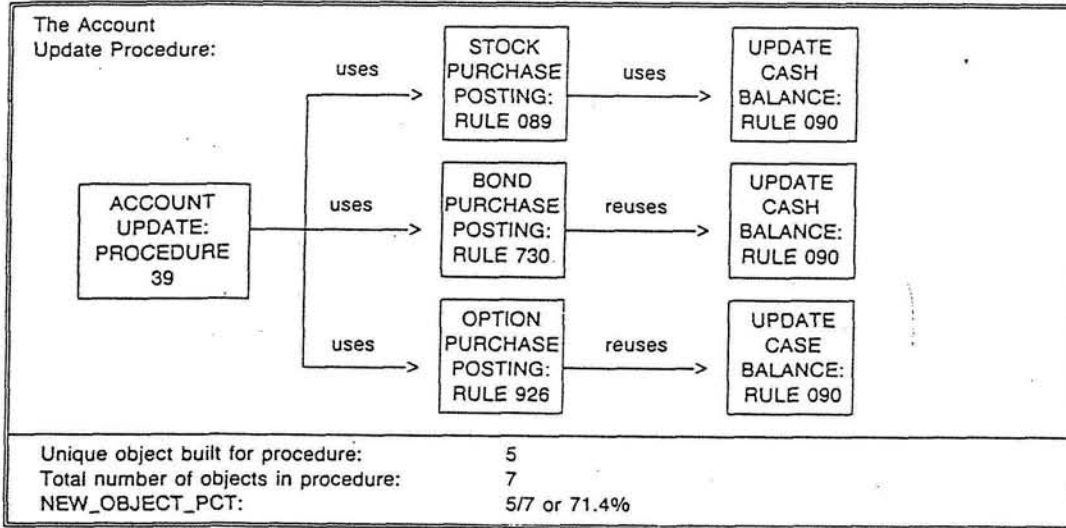 The Account
Update Procedure:
STOCK
PURCHASE
POSTING:
RULE 089
uses
uses
UPDATE
CASH
BALANCE:
RULE 090
ACCOUNT
UPDATE:
PROCEDURE
39
uses
BOND
PURCHASE
POSTING:
RULE 730
reuses
UPDATE
CASH
BALANCE:
RULE 090
uses
OPTION
PURCHASE
POSTING:
RULE 926
reuses
UPDATE
CASE
BALANCE:
RULE 090
Unique object built for procedure: 5
Total number of objects in procedure: 7
NEW_OBJECT_PCT: 5/7 or 71.4%